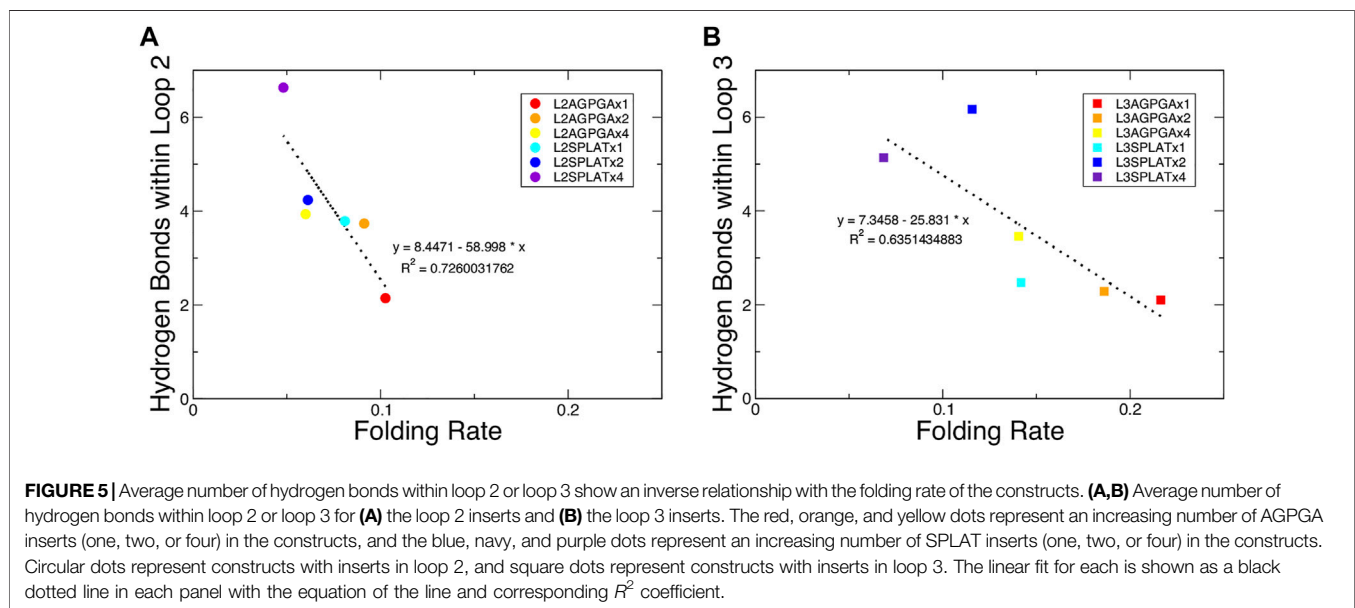 A
Hydrogen Bonds within Loop 2
6
4
2
0
0
0.1
0.2
Folding Rate
L2AGPGAx1
L2AGPGAx2
L2AGPGAx4
L2SPLATx1
L2SPLATx2
L2SPLATx4
y = 8.4471 - 58.998 * x
R² = 0.7260031762
B
Hydrogen Bonds within Loop 3
6
4
2
0
0
0.1
0.2
Folding Rate
L3AGPGAx1
L3AGPGAx2
L3AGPGAx4
L3SPLATx1
L3SPLATx2
L3SPLATx4
y = 7.3458 - 25.831 * x
R² = 0.6351434883
FIGURE 5 | Average number of hydrogen bonds within loop 2 or loop 3 show an inverse relationship with the folding rate of the constructs. (A,B) Average number of
hydrogen bonds within loop 2 or loop 3 for (A) the loop 2 inserts and (B) the loop 3 inserts. The red, orange, and yellow dots represent an increasing number of AGPGA
inserts (one, two, or four) in the constructs, and the blue, navy, and purple dots represent an increasing number of SPLAT inserts (one, two, or four) in the constructs.
Circular dots represent constructs with inserts in loop 2, and square dots represent constructs with inserts in loop 3. The linear fit for each is shown as a black
dotted line in each panel with the equation of the line and corresponding R² coefficient.